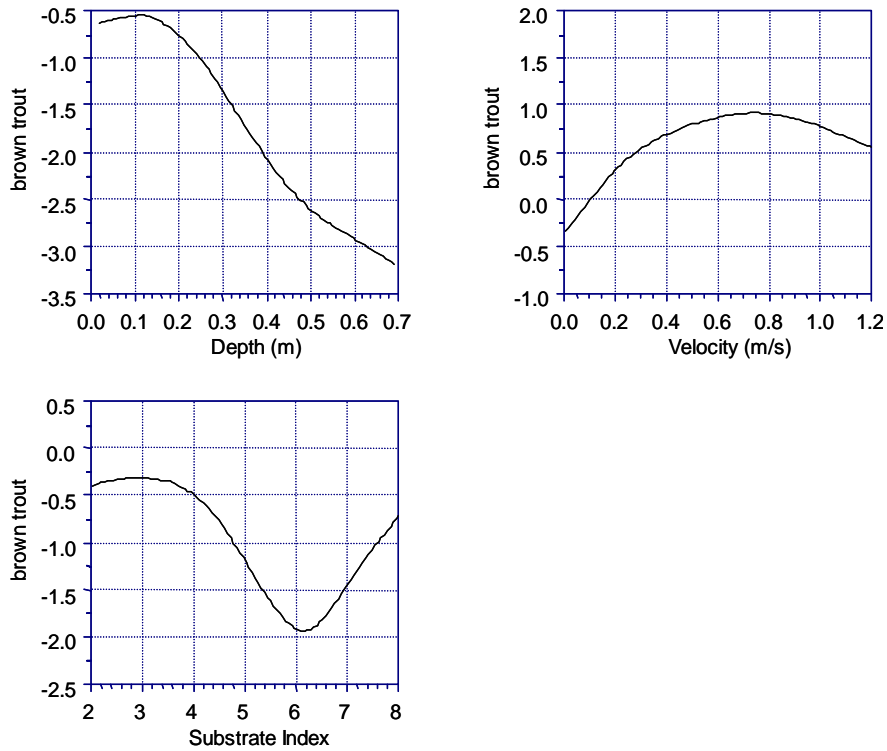 -0.5
-1.0
-1.5
-2.0
-2.5
-3.0
-3.5
brown trout
0.0 0.1 0.2 0.3 0.4 0.5 0.6 0.7
Depth (m)
2.0
1.5
1.0
0.5
0.0
-0.5
-1.0
brown trout
0.0 0.2 0.4 0.6 0.8 1.0 1.2
Velocity (m/s)
0.5
0.0
-0.5
-1.0
-1.5
-2.0
-2.5
brown trout
2 3 4 5 6 7 8
Substrate Index